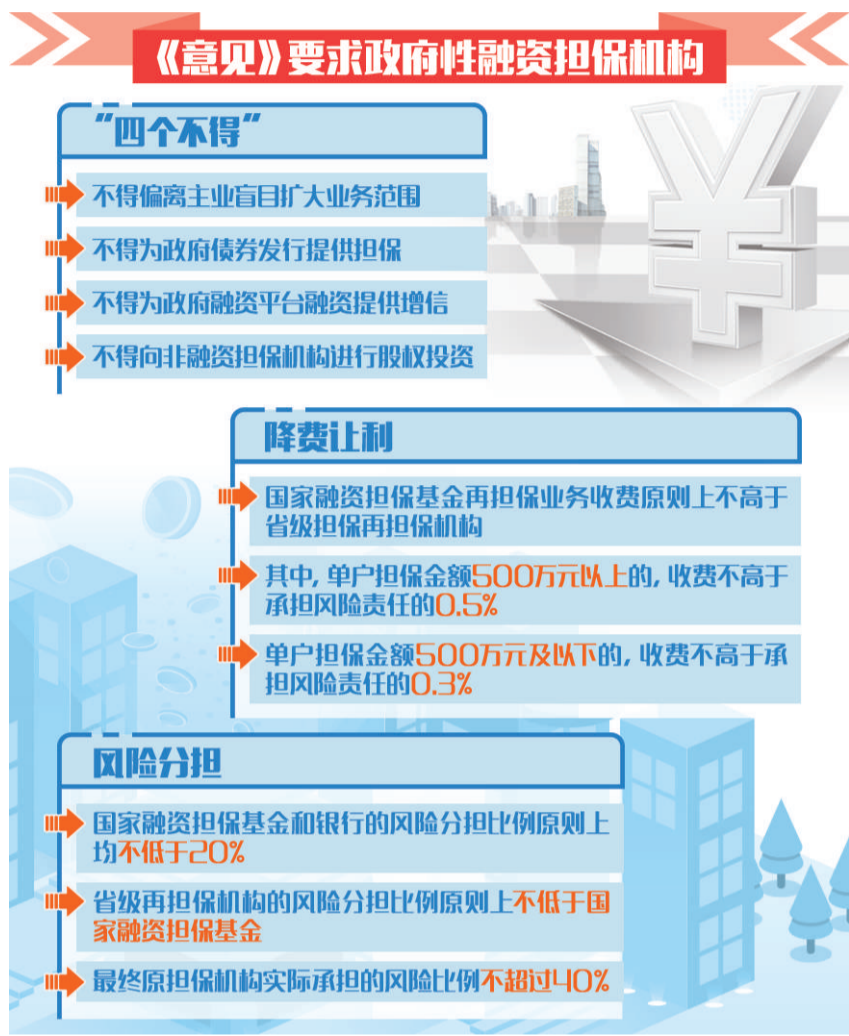 《意见》要求政府性融资担保机构
“四个不得”
不得偏离主业盲目扩大业务范围
不得为政府债券发行提供担保
不得为政府融资平台融资提供增信
不得向非融资担保机构进行股权投资
降费让利
国家融资担保基金再担保业务收费原则上不高于
省级担保再担保机构
其中, 单户担保金额500万元以上的, 收费不高于
承担风险责任的0.5%
单户担保金额500万元及以下的, 收费不高于承
担风险责任的0.3%
风险分担
国家融资担保基金和银行的风险分担比例原则上
均不低于20%
省级再担保机构的风险分担比例原则上不低于国
家融资担保基金
最终原担保机构实际承担的风险比例不超过40%